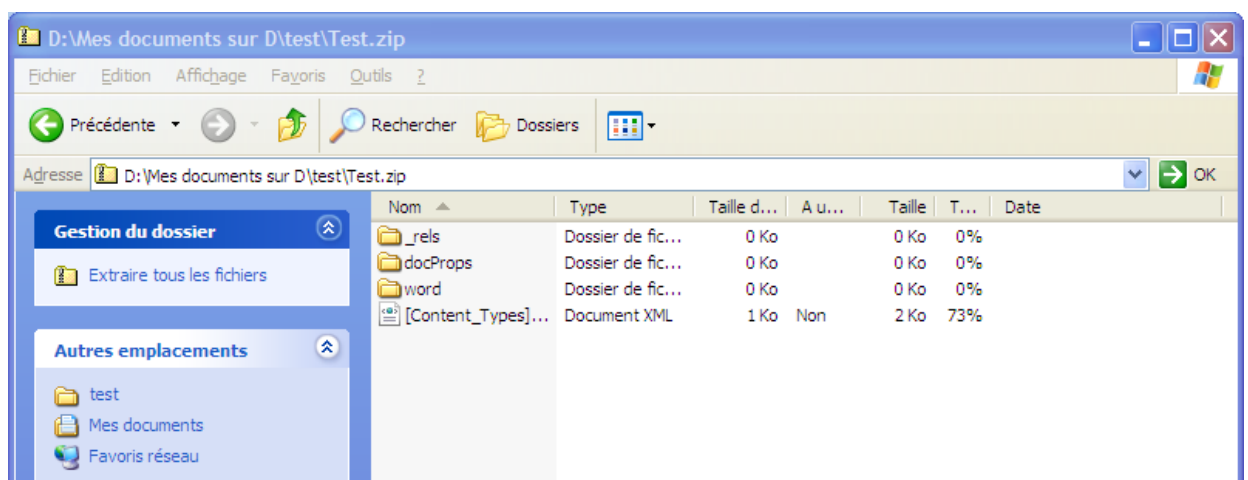 D:\Mes documents sur D\test\Test.zip
Fichier Edition Affichage Favoris Outils ?
Précédente Rechercher Dossiers
Adresse D:\Mes documents sur D\test\Test.zip OK
Nom Type Taille d... A u... Taille T... Date
Gestion du dossier
Extraire tous les fichiers
_rels Dossier de fic... 0 Ko 0 Ko 0%
docProps Dossier de fic... 0 Ko 0 Ko 0%
word Dossier de fic... 0 Ko 0 Ko 0%
[Content_Types]... Document XML 1 Ko Non 2 Ko 73%
Autres emplacements
test
Mes documents
Favoris réseau